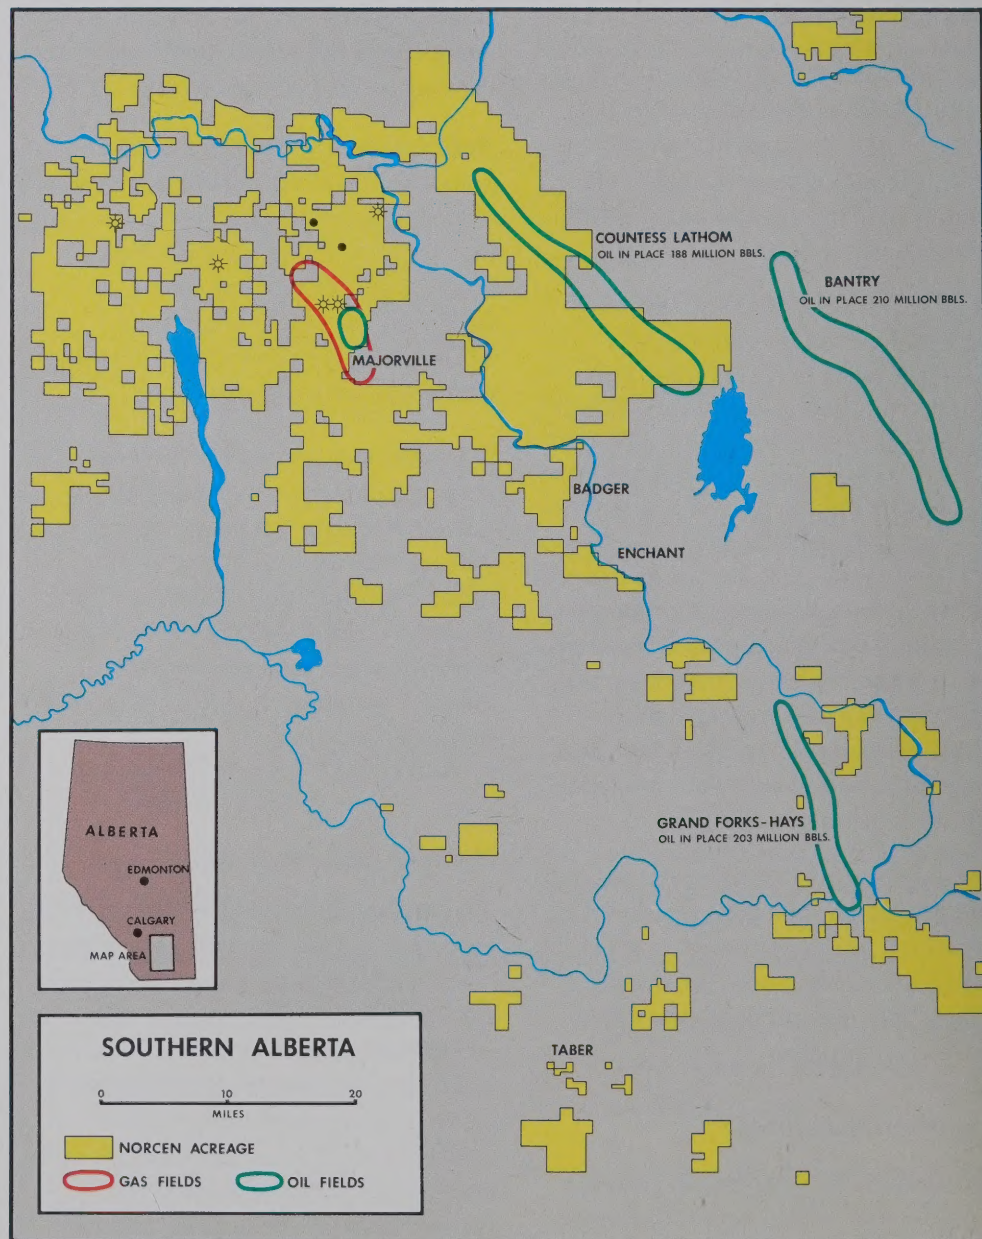 COUNTESS LATHOM
OIL IN PLACE 188 MILLION BBLS.
BANTRY
OIL IN PLACE 210 MILLION BBLS.
MAJORVILLE
BADGER
ENCHANT
GRAND FORKS-HAYS
OIL IN PLACE 203 MILLION BBLS.
ALBERTA
EDMONTON
CALGARY
MAP AREA
TABER
SOUTHERN ALBERTA
0 10 20
MILES
NORCEN ACREAGE
GAS FIELDS OIL FIELDS